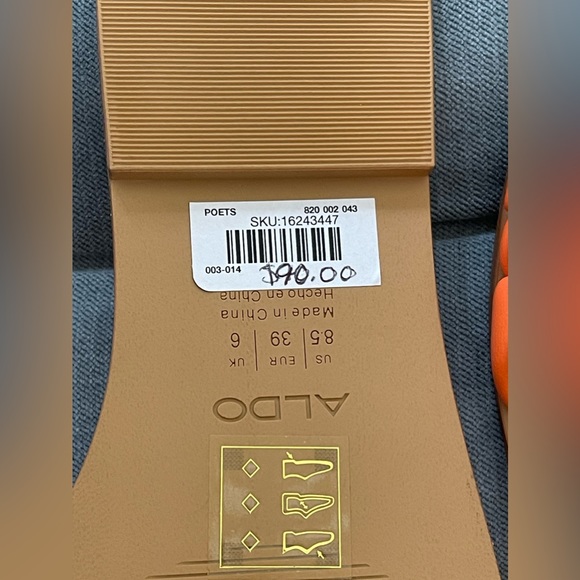 POETS 820 002 043
SKU:16243447
003-014 $90.00
ALDO
US | EUR | UK
8.5 | 39 | 6
Made in China
Hecho en China